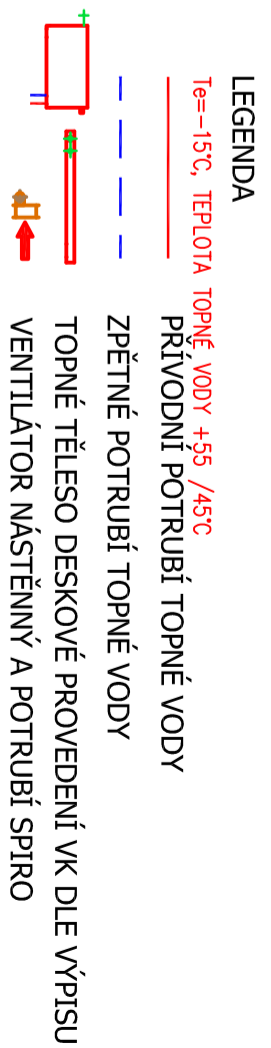 LEGENDA
Te=-15°C, TEPLOTA TOPNÉ VODY +55 /45°C
PŘÍVODNÍ POTRUBÍ TOPNÉ VODY
ZPĚTNÉ POTRUBÍ TOPNÉ VODY
TOPNÉ TĚLESO DESKOVÉ PROVEDENÍ VK DLE VÝPISU
VENTILÁTOR NÁSTĚNNÝ A POTRUBÍ SPIRO